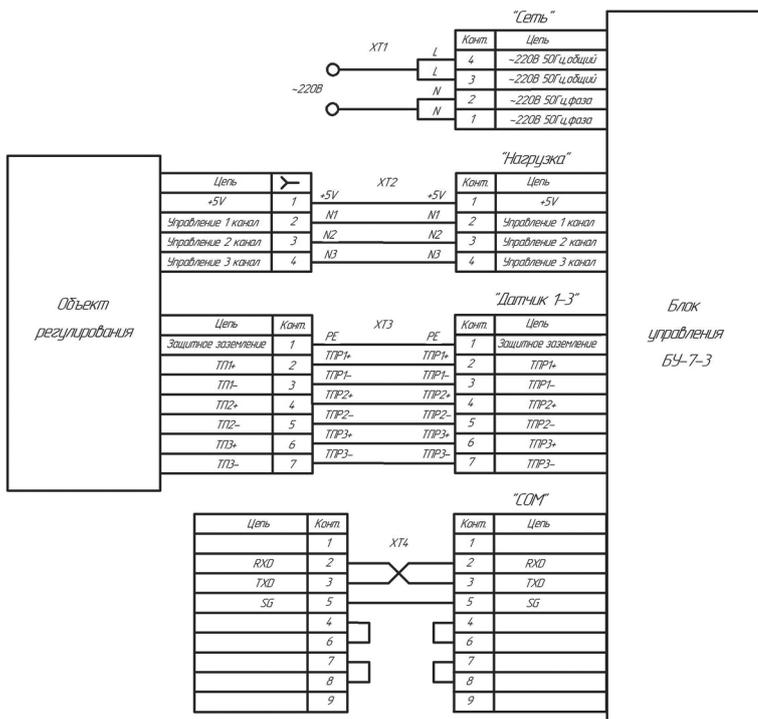 "Сеть"
ХТ1
~220В
L
L
N
N
Конт. Цепь
4 ~220В 50Гц,общий
3 ~220В 50Гц,общий
2 ~220В 50Гц,фаза
1 ~220В 50Гц,фаза
"Нагрузка"
Цепь ХТ2 Конт. Цепь
+5V 1 +5V +5V 1 +5V
Управление 1 канал 2 N1 N1 2 Управление 1 канал
Управление 2 канал 3 N2 N2 3 Управление 2 канал
Управление 3 канал 4 N3 N3 4 Управление 3 канал
Объект
регулирования
Блок
управления
БУ-7-3
"Датчик 1-3"
Цепь Конт. ХТ3 Конт. Цепь
Защитное заземление 1 PE PE 1 Защитное заземление
ТП1+ 2 ТПР1+ ТПР1+ 2 ТПР1+
ТП1- 3 ТПР1- ТПР1- 3 ТПР1-
ТП2+ 4 ТПР2+ ТПР2+ 4 ТПР2+
ТП2- 5 ТПР2- ТПР2- 5 ТПР2-
ТП3+ 6 ТПР3+ ТПР3+ 6 ТПР3+
ТП3- 7 ТПР3- ТПР3- 7 ТПР3-
"COM"
Цепь Конт. Конт. Цепь
1 ХТ4 1
RXD 2 2 RXD
TXD 3 3 TXD
SG 5 5 SG
4 4
6 6
7 7
8 8
9 9